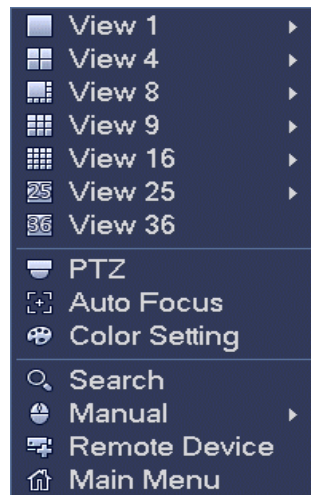 View 1
View 4
View 8
View 9
View 16
25 View 25
36 View 36
PTZ
Auto Focus
Color Setting
Search
Manual
Remote Device
Main Menu